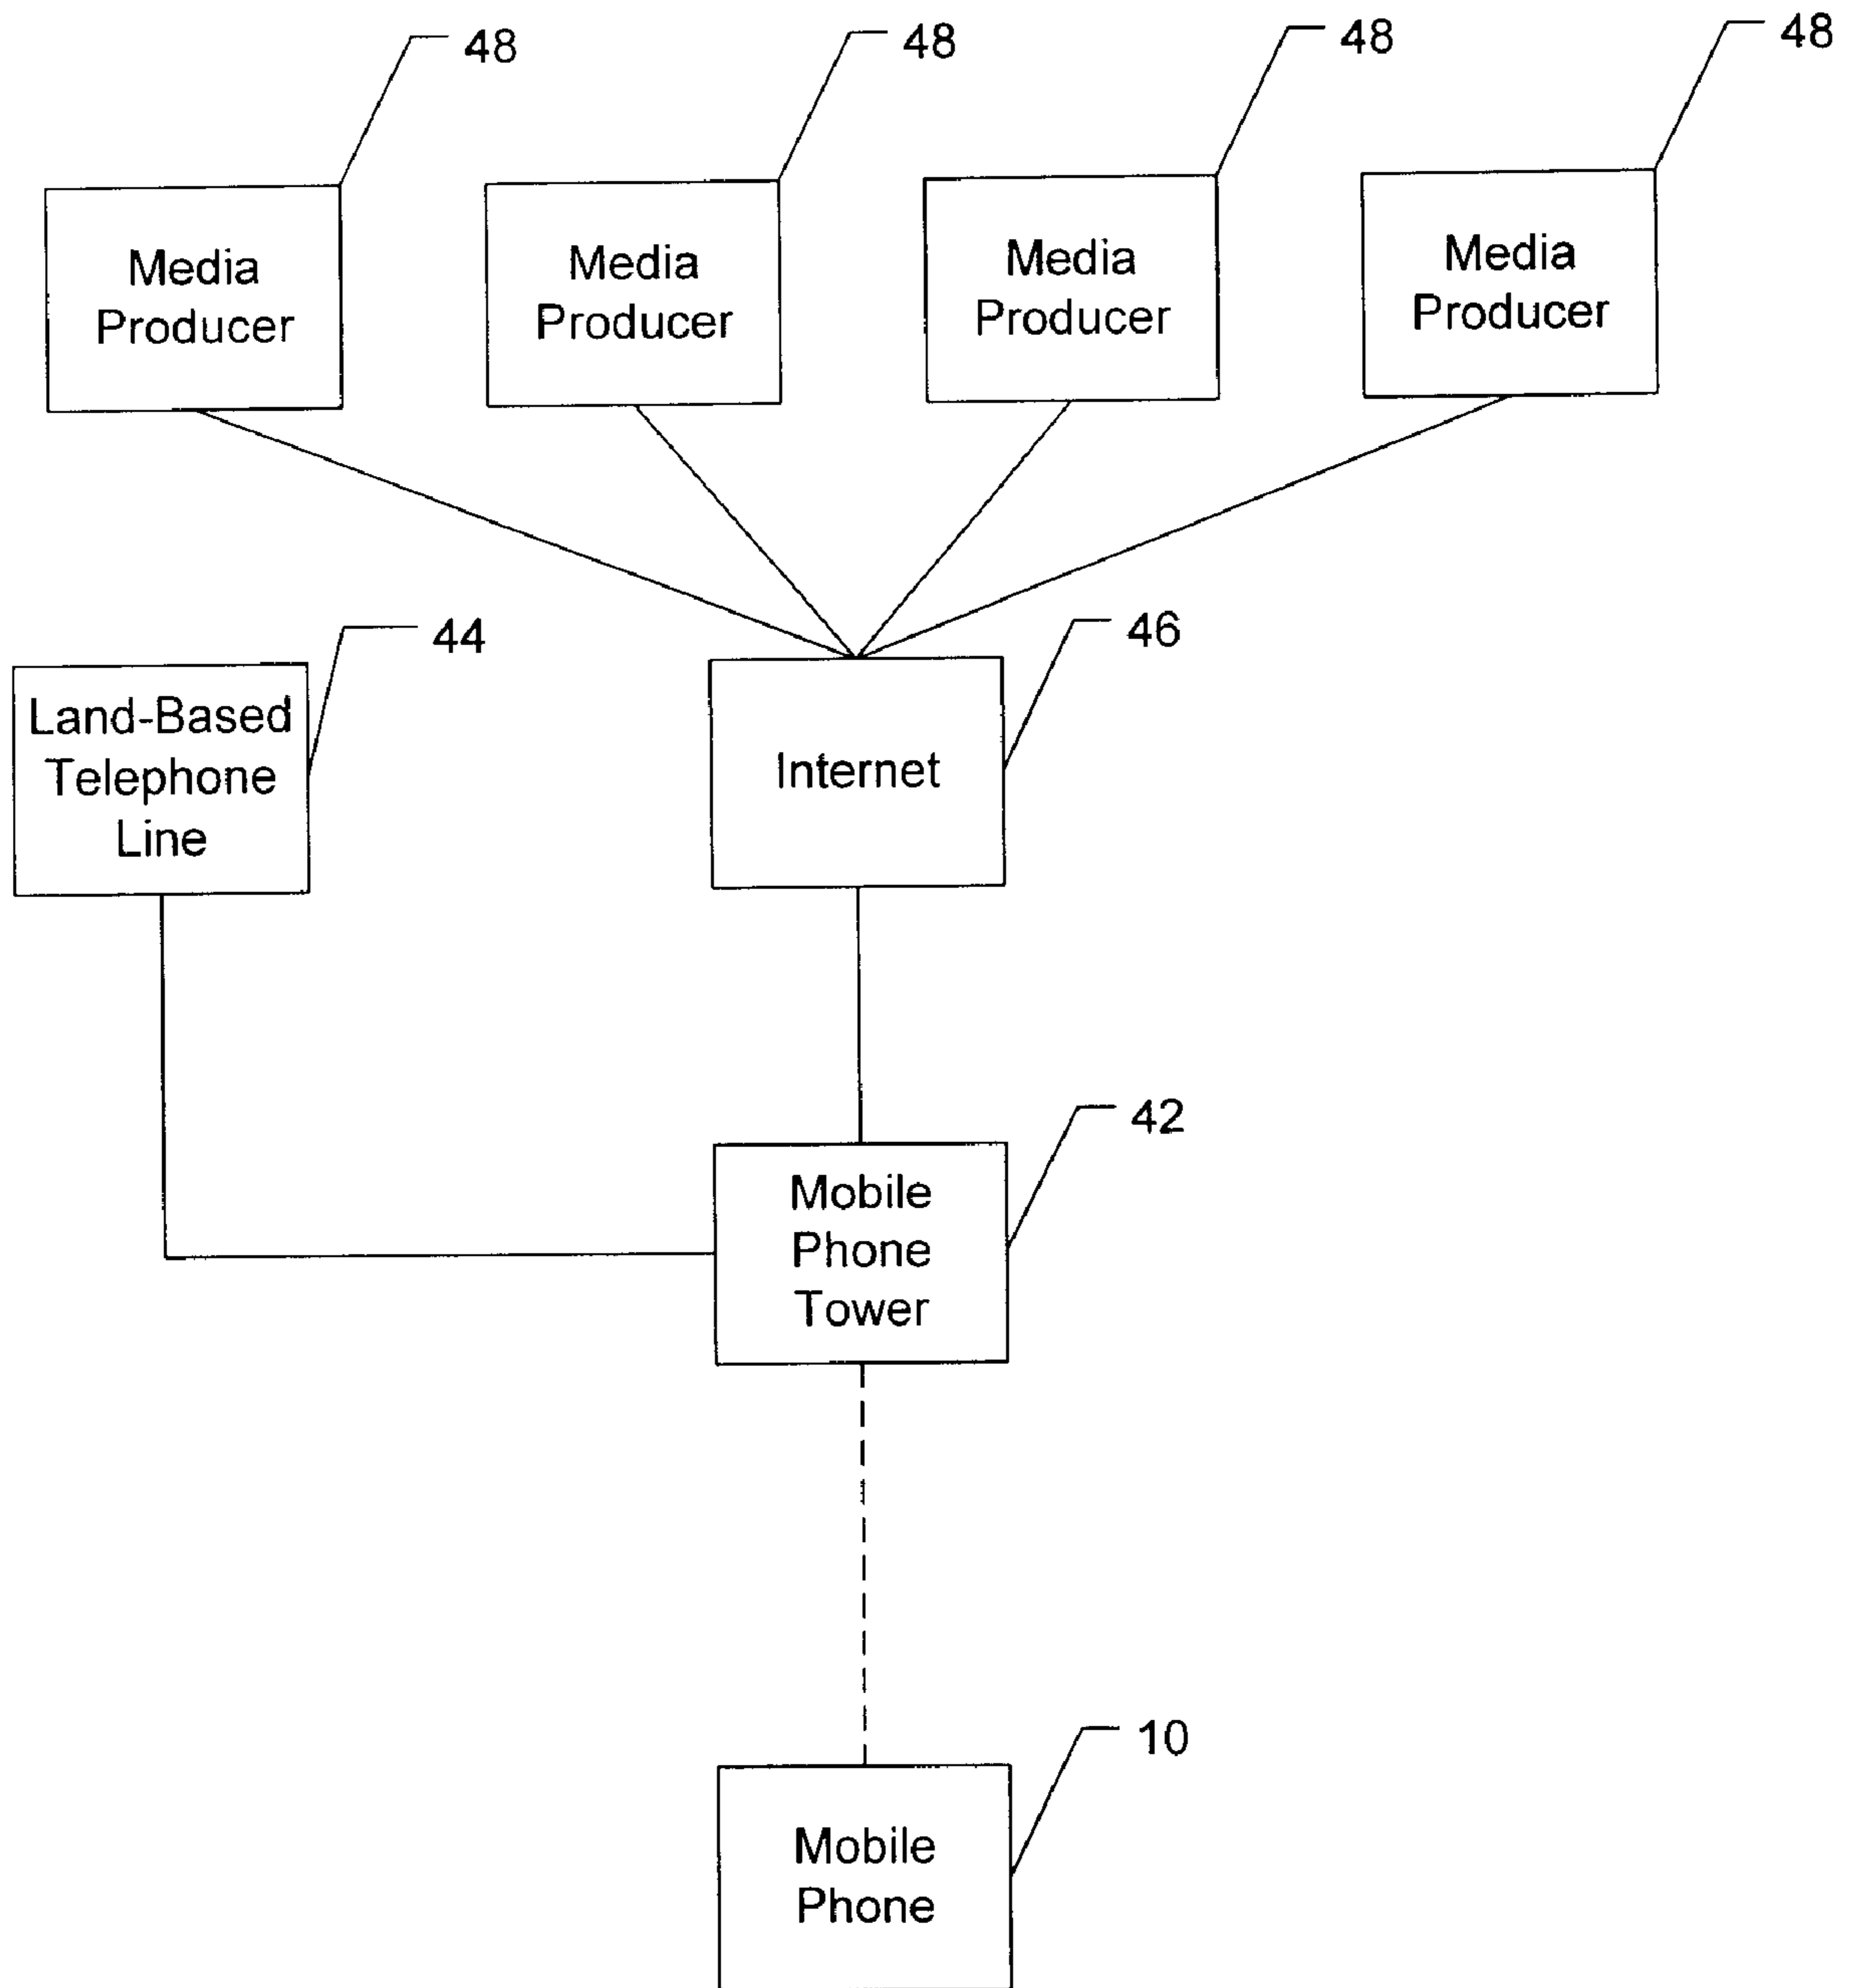 48
48
48
48
Media
Producer
Media
Producer
Media
Producer
Media
Producer
44
46
Land-Based
Telephone
Line
Internet
42
Mobile
Phone
Tower
10
Mobile
Phone